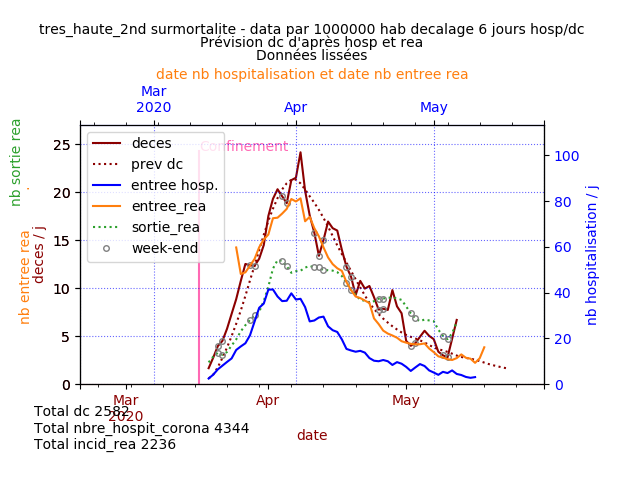 tres_haute_2nd surmortalite - data par 1000000 hab decalage 6 jours hosp/dc
Prévision dc d'après hosp et rea
Données lissées
date nb hospitalisation et date nb entree rea
Mar
2020
Apr
May
Confinement
deces
prev dc
entree hosp.
entree_rea
sortie_rea
week-end
25
20
15
10
5
0
100
80
60
40
20
0
nb sortie rea
.
nb entree rea
deces / j
nb hospitalisation / j
Mar
2020
Apr
May
date
Total dc 2582
Total nbre_hospit_corona 4344
Total incid_rea 2236